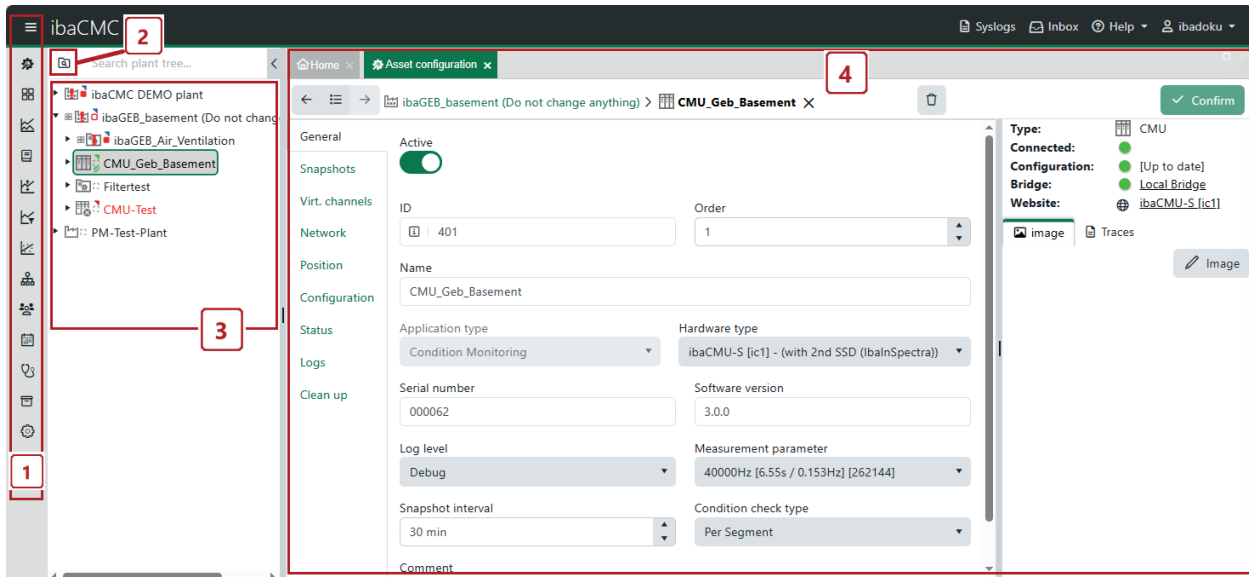 ibaCMC
Syslogs Inbox Help ibadoku
2
Search plant tree...
Home Asset configuration
4
ibaCMC DEMO plant
ibaGEB_basement (Do not chang
ibaGEB_Air_Ventilation
CMU_Geb_Basement
Filtertest
CMU-Test
PM-Test-Plant
3
1
ibaGEB_basement (Do not change anything) > CMU_Geb_Basement
Confirm
General
Snapshots
Virt. channels
Network
Position
Configuration
Status
Logs
Clean up
Active
ID Order
401 1
Name
CMU_Geb_Basement
Application type Hardware type
Condition Monitoring ibaCMU-S [ic1] - (with 2nd SSD (IbaInSpectra))
Serial number Software version
000062 3.0.0
Log level Measurement parameter
Debug 40000Hz [6.55s / 0.153Hz] [262144]
Snapshot interval Condition check type
30 min Per Segment
Comment
Type: CMU
Connected:
Configuration: [Up to date]
Bridge: Local Bridge
Website: ibaCMU-S [ic1]
image Traces
Image